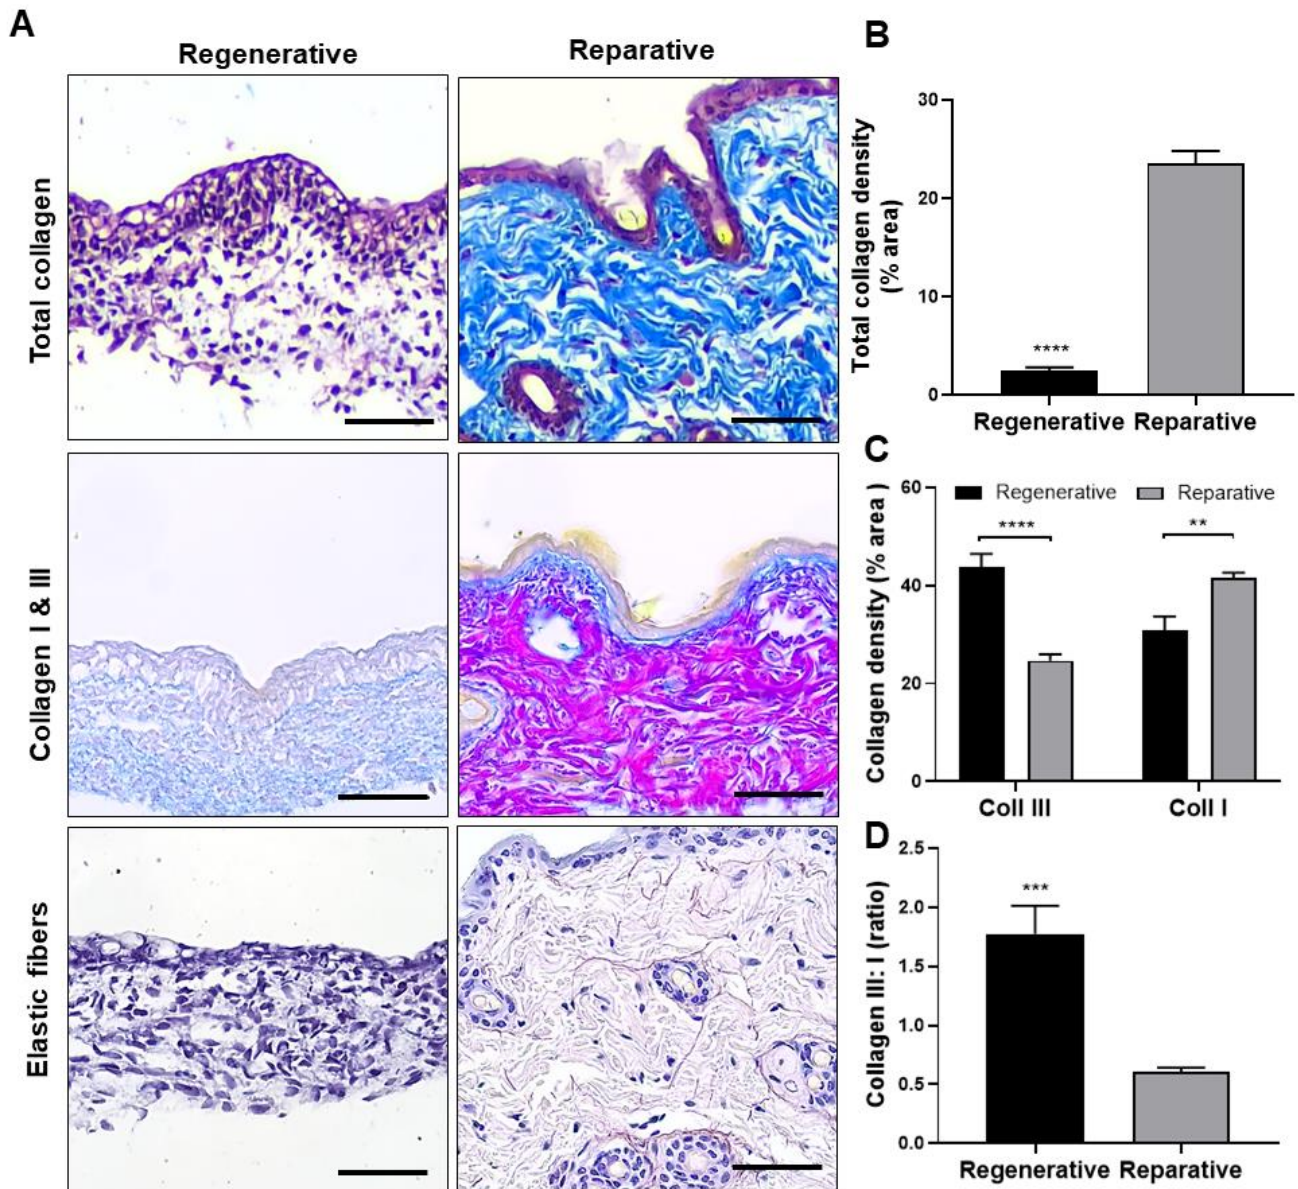 A
Regenerative
Reparative
Total collagen
Collagen I & III
Elastic fibers
B
Total collagen density
(% area)
30
20
10
0
****
Regenerative Reparative
C
Collagen density (% area )
60
40
20
0
Regenerative Reparative
****
**
Coll III Coll I
D
Collagen III: I (ratio)
2.5
2.0
1.5
1.0
0.5
0.0
***
Regenerative Reparative